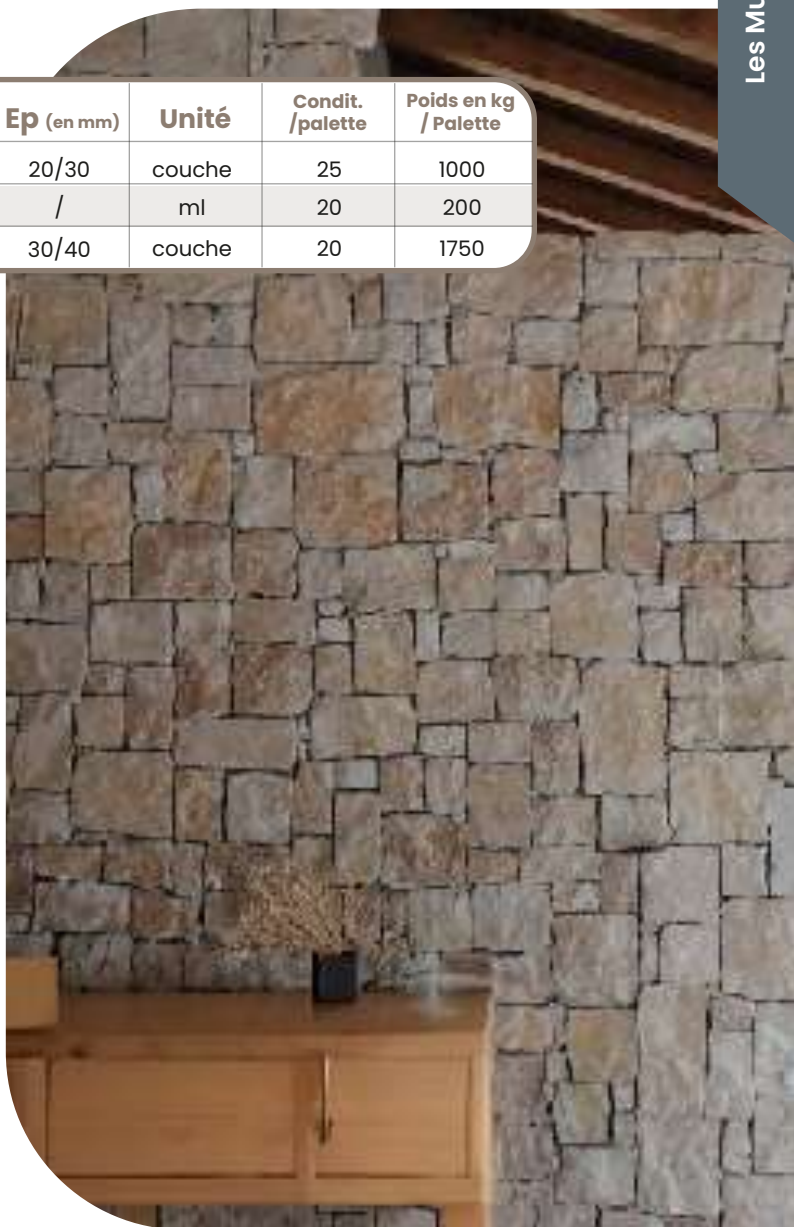 Les Mu
Ep (en mm) Unité Condit. /palette Poids en kg / Palette
20/30 couche 25 1000
/ ml 20 200
30/40 couche 20 1750